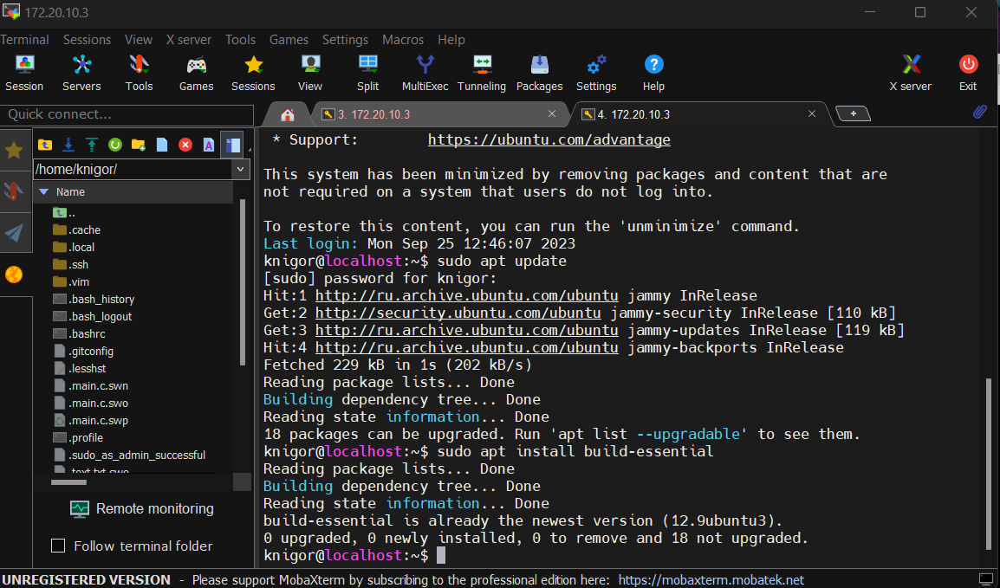 172.20.10.3
Terminal Sessions View X server Tools Games Settings Macros Help
Session Servers Tools Games Sessions View Split MultiExec Tunneling Packages Settings Help X server Exit
Quick connect...
3. 172.20.10.3
4. 172.20.10.3
/home/knigor/
Name
..
.cache
.local
.ssh
.vim
.bash_history
.bash_logout
.bashrc
.gitconfig
.lesshst
.main.c.swn
.main.c.swo
.main.c.swp
.profile
.sudo_as_admin_successful
.text.txt.swo
Remote monitoring
Follow terminal folder
* Support: https://ubuntu.com/advantage
This system has been minimized by removing packages and content that are
not required on a system that users do not log into.
To restore this content, you can run the 'unminimize' command.
Last login: Mon Sep 25 12:46:07 2023
knigor@localhost:~$ sudo apt update
[sudo] password for knigor:
Hit:1 http://ru.archive.ubuntu.com/ubuntu jammy InRelease
Get:2 http://security.ubuntu.com/ubuntu jammy-security InRelease [110 kB]
Get:3 http://ru.archive.ubuntu.com/ubuntu jammy-updates InRelease [119 kB]
Hit:4 http://ru.archive.ubuntu.com/ubuntu jammy-backports InRelease
Fetched 229 kB in 1s (202 kB/s)
Reading package lists... Done
Building dependency tree... Done
Reading state information... Done
18 packages can be upgraded. Run 'apt list --upgradable' to see them.
knigor@localhost:~$ sudo apt install build-essential
Reading package lists... Done
Building dependency tree... Done
Reading state information... Done
build-essential is already the newest version (12.9ubuntu3).
0 upgraded, 0 newly installed, 0 to remove and 18 not upgraded.
knigor@localhost:~$
UNREGISTERED VERSION - Please support MobaXterm by subscribing to the professional edition here: https://mobaxterm.mobatek.net